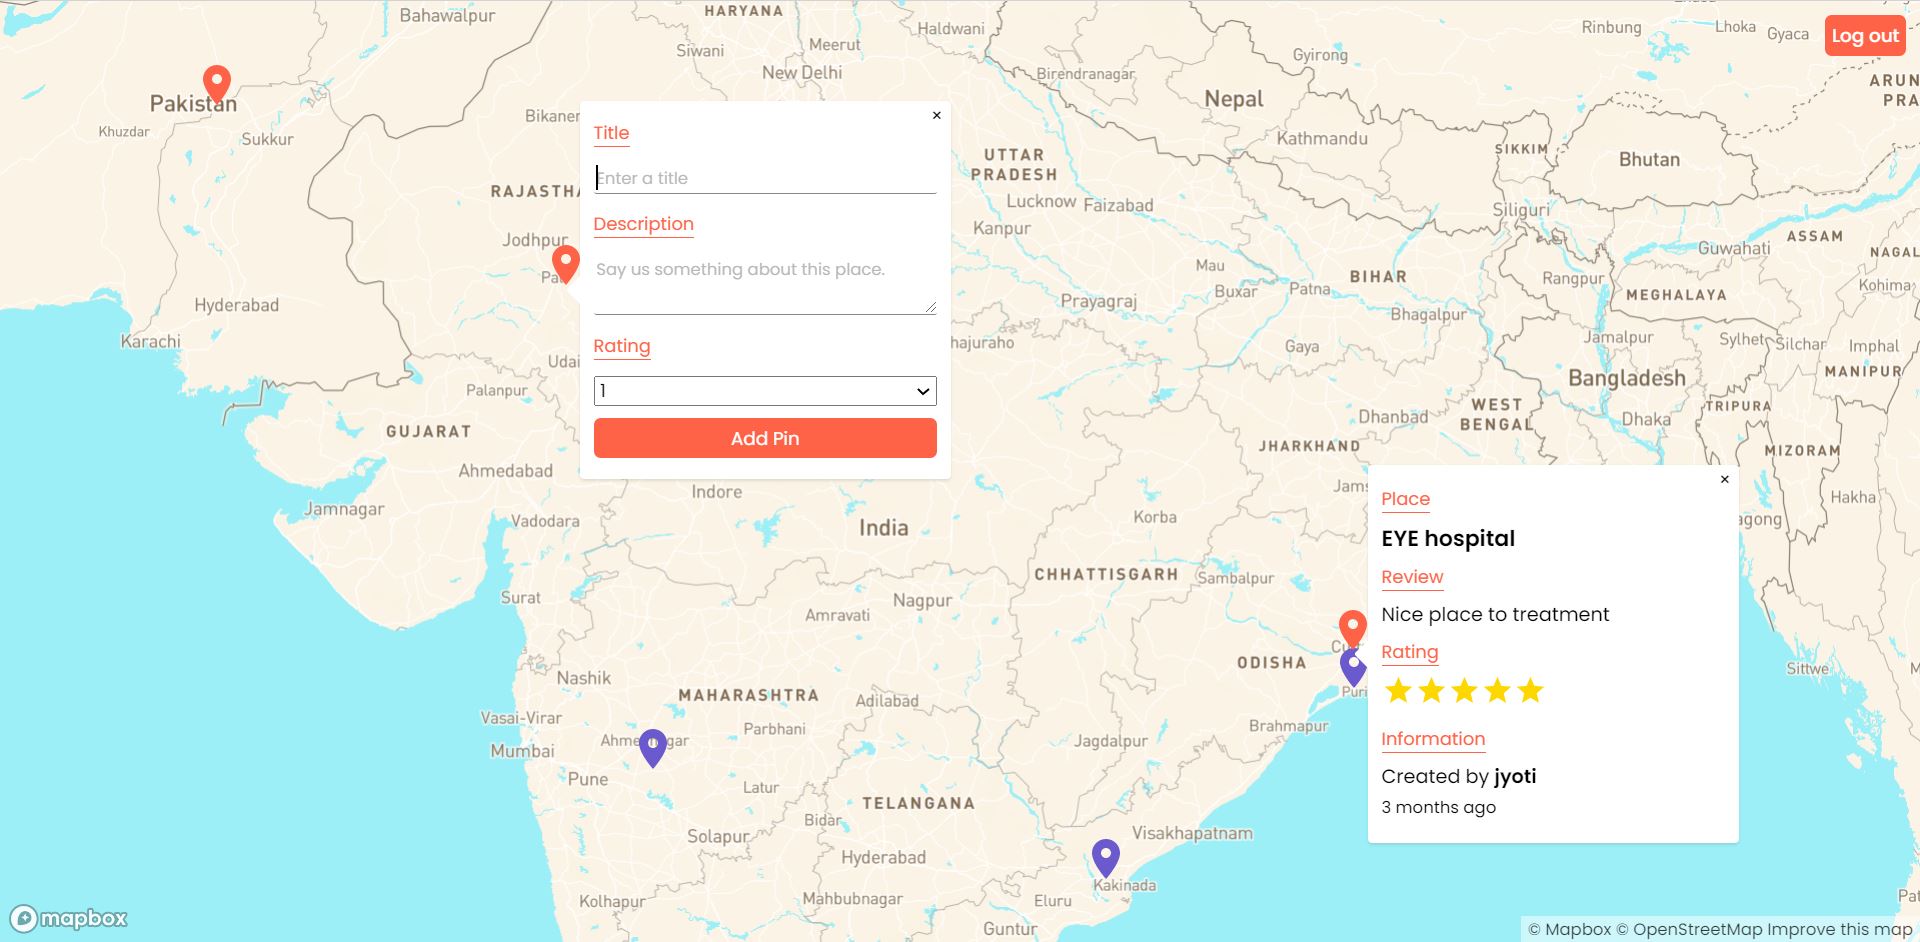 Bahawalpur
HARYANA
Siwani
Meerut
New Delhi
Haldwani
Birendranagar
Gyirong
Rinbung
Lhoka
Gyaca
Log out
ARUN
PRA
Pakistan
Khuzdar
Sukkur
Bikaner
Nepal
Kathmandu
SIKKIM
Bhutan
UTTAR
PRADESH
Lucknow
Faizabad
Kanpur
Siliguri
Guwahati
ASSAM
NAGAL
RAJASTHA
Jodhpur
Hyderabad
Karachi
Udai
Palanpur
Mau
Buxar
Patna
BIHAR
Prayagraj
Bhagalpur
Rangpur
MEGHALAYA
Kohima
hajuraho
Gaya
Jamalpur
Sylhet
Silchar
Imphal
Bangladesh
MANIPUR
Title
Enter a title
Description
Say us something about this place.
Rating
1
Add Pin
×
GUJARAT
Ahmedabad
Jamnagar
Vadodara
Indore
India
Surat
Dhanbad
WEST
BENGAL
Dhaka
TRIPURA
JHARKHAND
MIZORAM
Jams
Hakha
agong
Korba
CHHATTISGARH
Sambalpur
Nagpur
Amravati
ODISHA
Puri
Brahmapur
Sittwe
Nashik
MAHARASHTRA
Adilabad
Vasai-Virar
Parbhani
Mumbai
Jagdalpur
Pune
Latur
TELANGANA
Bidar
Solapur
Hyderabad
Visakhapatnam
Kakinada
Kolhapur
Mahbubnagar
Eluru
Guntur
×
Place
EYE hospital
Review
Nice place to treatment
Rating
Information
Created by jyoti
3 months ago
mapbox
© Mapbox © OpenStreetMap Improve this map